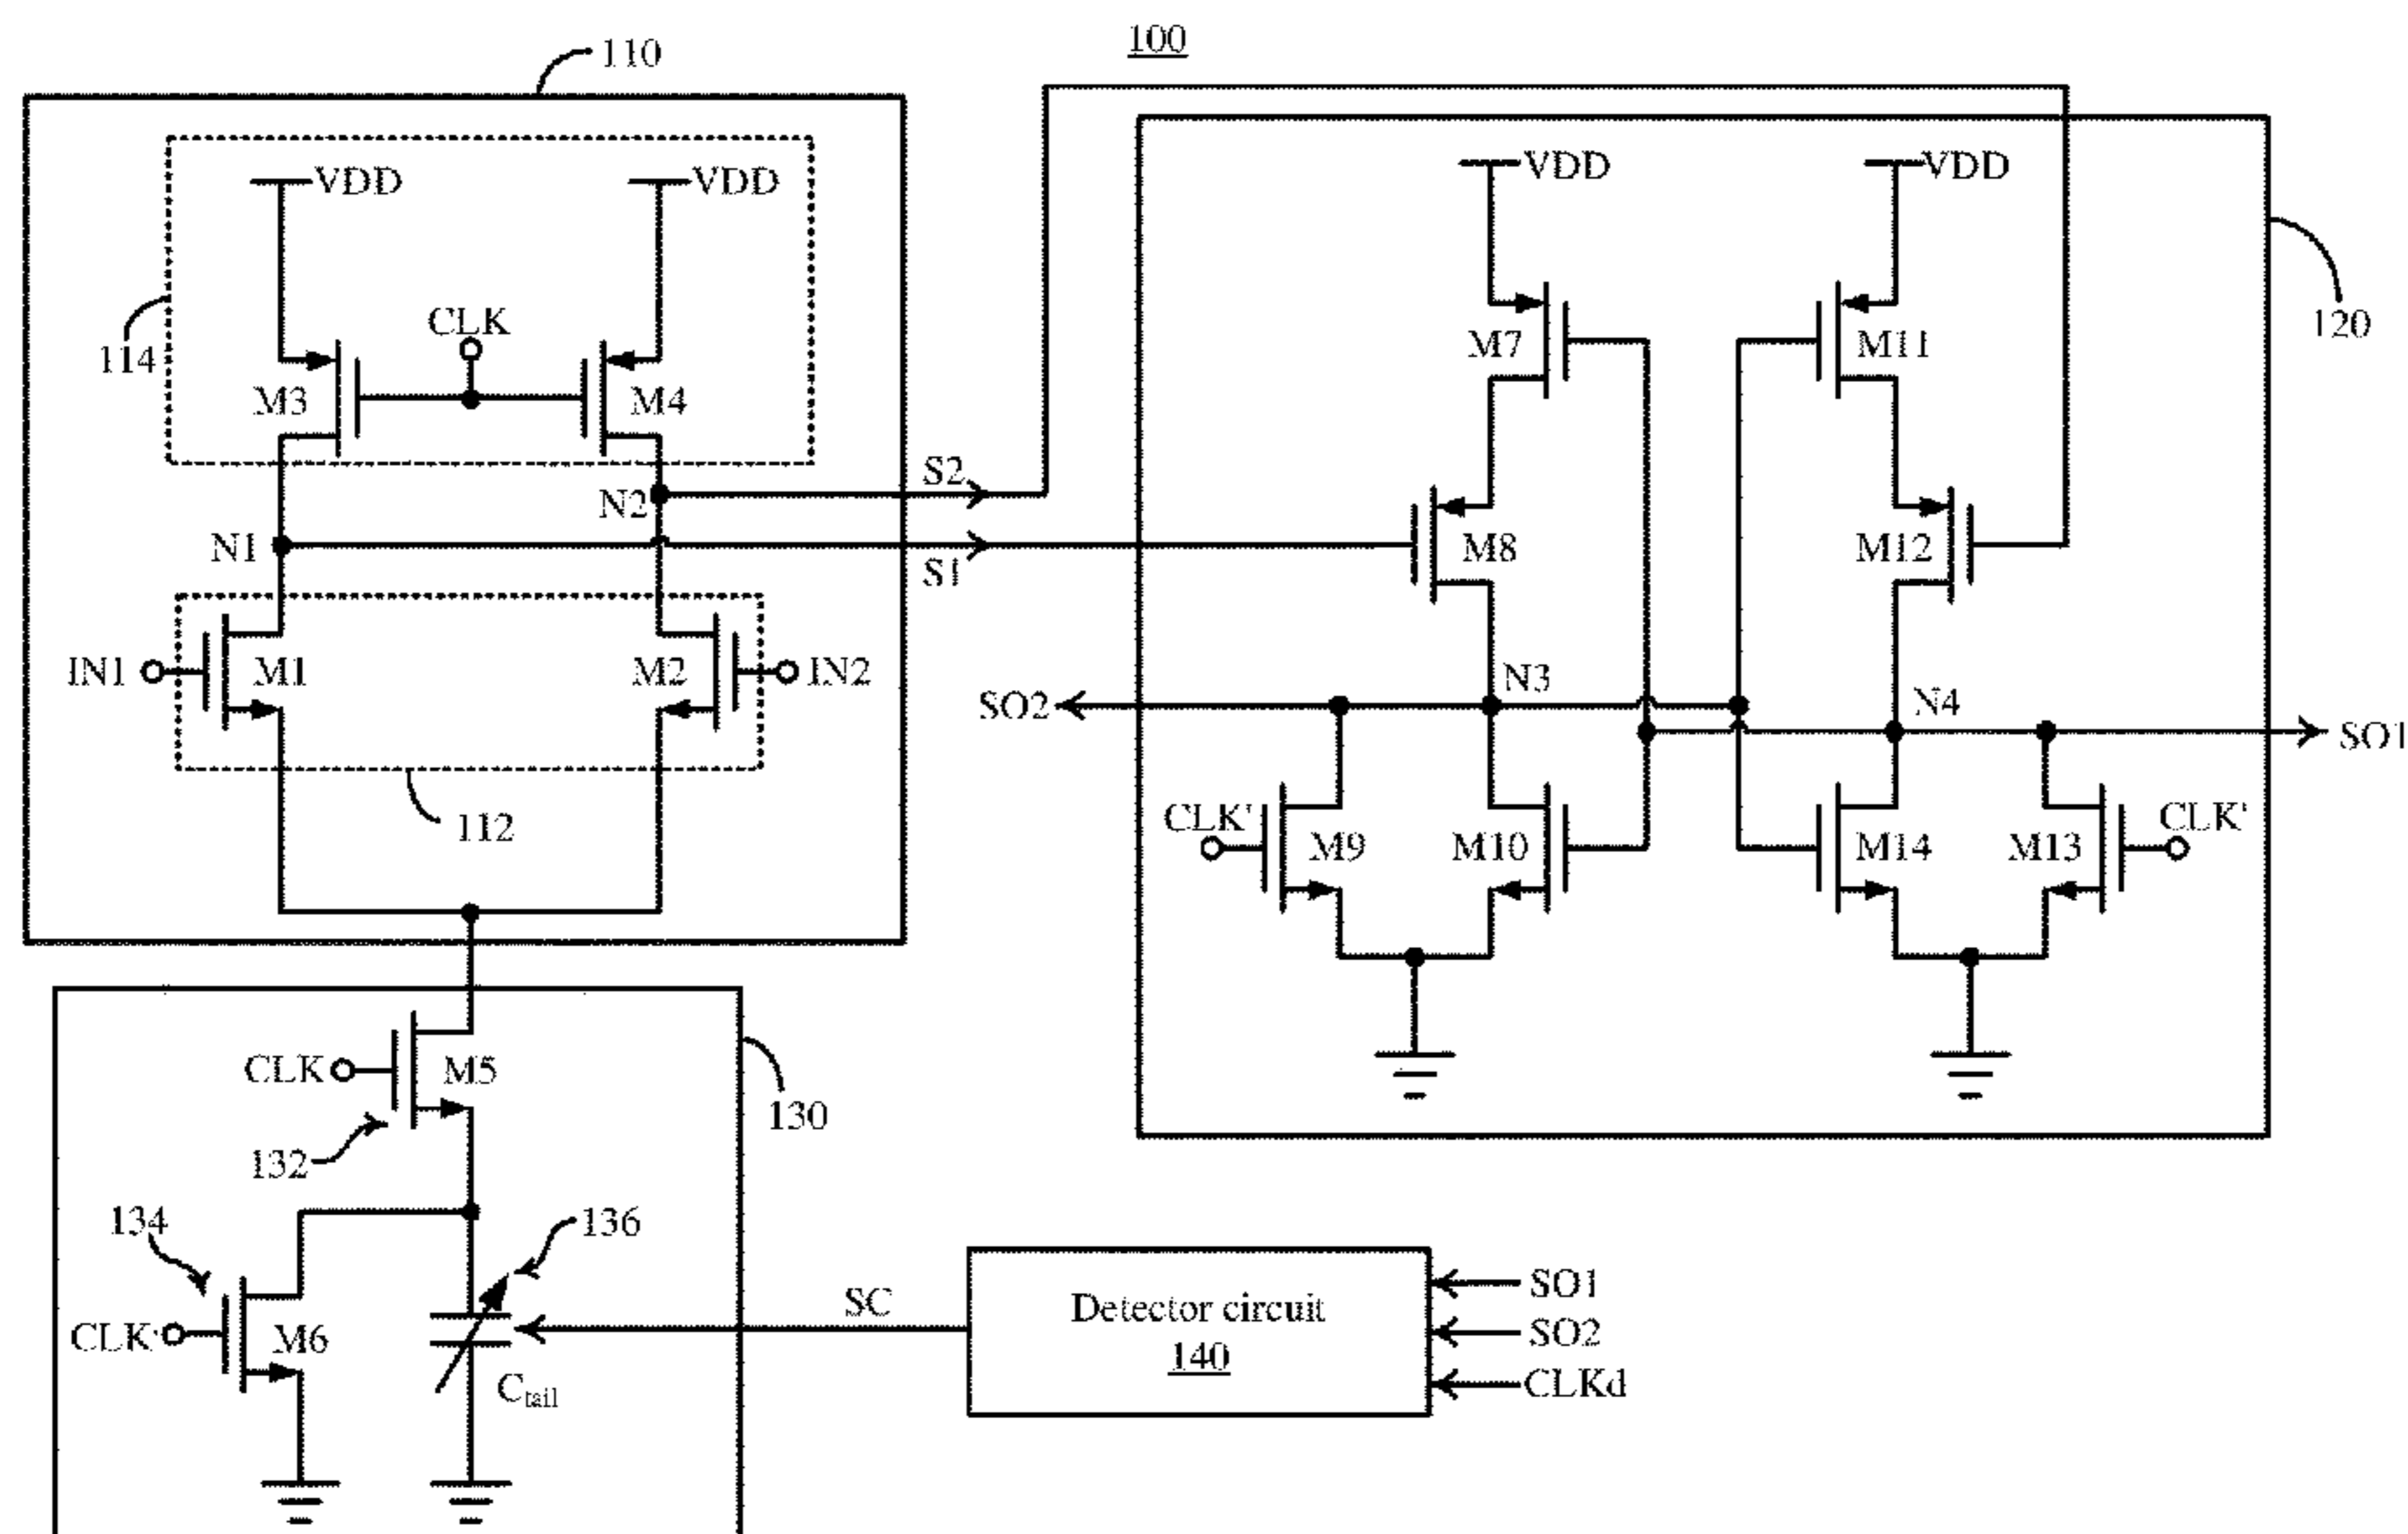 100
110
VDD
VDD
CLK
114
M3
M4
N2
S2
N1
S1
IN1
M1
M2
IN2
112
VDD
VDD
M7
M11
120
M8
M12
SO2
N3
N4
SO1
CLK'
M9
M10
M14
M13
CLK'
CLK
M5
132
130
134
136
CLK'
M6
C_tail
SC
Detector circuit
140
SO1
SO2
CLKd